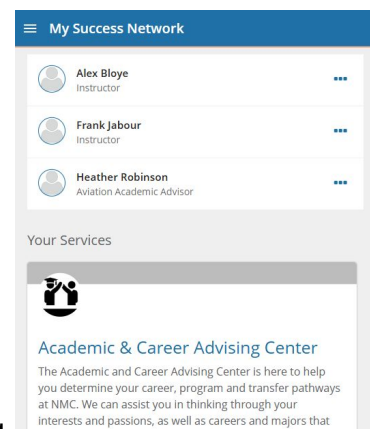 My Success Network
Alex Bloye
Instructor
Frank Jabour
Instructor
Heather Robinson
Aviation Academic Advisor
Your Services
Academic & Career Advising Center
The Academic and Career Advising Center is here to help
you determine your career, program and transfer pathways
at NMC. We can assist you in thinking through your
interests and passions, as well as careers and majors that